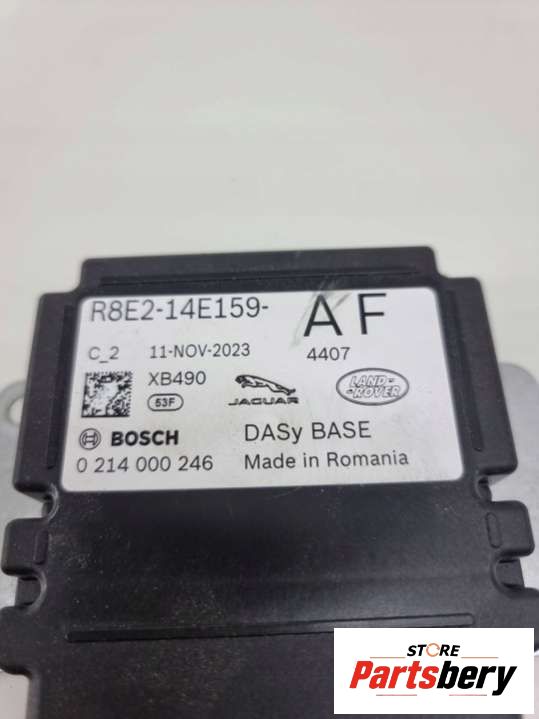 R8E2-14E159- AF
C_2 11-NOV-2023 4407
XB490
53F
JAGUAR
LAND-
ROVER
BOSCH DASy BASE
0 214 000 246 Made in Romania
STORE
Partsbery